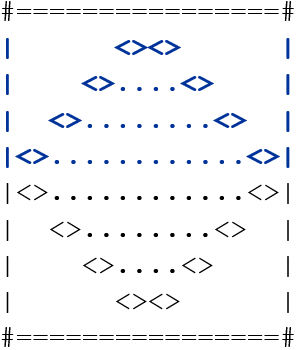 #================#
|      <><>      |
|    <>....<>    |
|  <>........<>  |
|<>............<>|
|<>............<>|
|  <>........<>  |
|    <>....<>    |
|      <><>      |
#================#